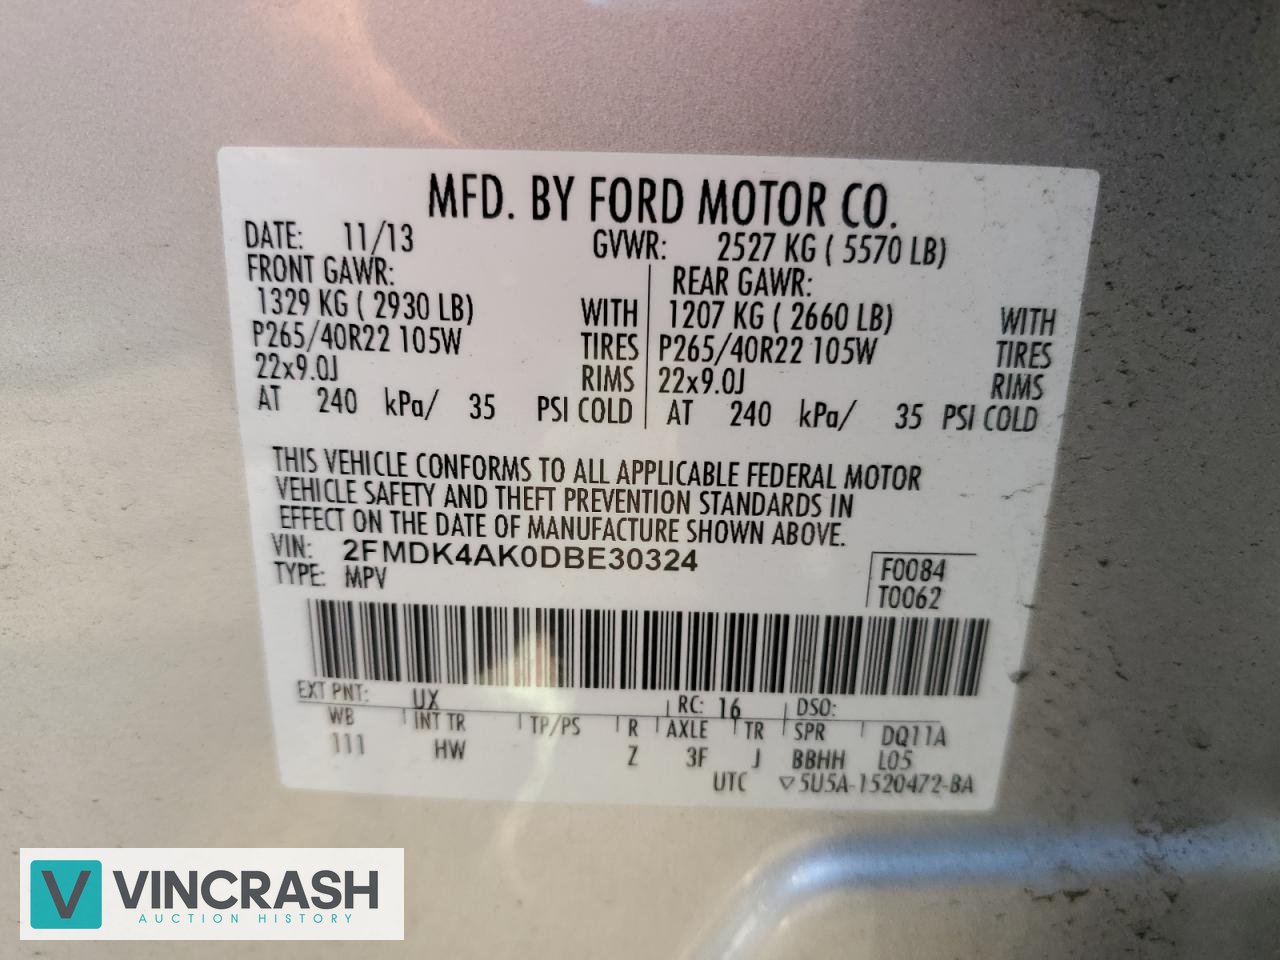 MFD. BY FORD MOTOR CO.
DATE: 11/13 GVWR: 2527 KG ( 5570 LB)
FRONT GAWR: REAR GAWR:
1329 KG ( 2930 LB) WITH 1207 KG ( 2660 LB) WITH
P265/40R22 105W TIRES P265/40R22 105W TIRES
22x9.0J RIMS 22x9.0J RIMS
AT 240 kPa/ 35 PSI COLD AT 240 kPa/ 35 PSI COLD
THIS VEHICLE CONFORMS TO ALL APPLICABLE FEDERAL MOTOR
VEHICLE SAFETY AND THEFT PREVENTION STANDARDS IN
EFFECT ON THE DATE OF MANUFACTURE SHOWN ABOVE.
VIN: 2FMDK4AK0DBE30324
TYPE: MPV
F0084
T0062
EXT PNT: UX RC: 16 DSO:
WB INT TR TP/PS R AXLE TR SPR DQ11A
111 HW Z 3F J BBHH L05
UTC ▽5U5A-1520472-BA
V VINCRASH
AUCTION HISTORY